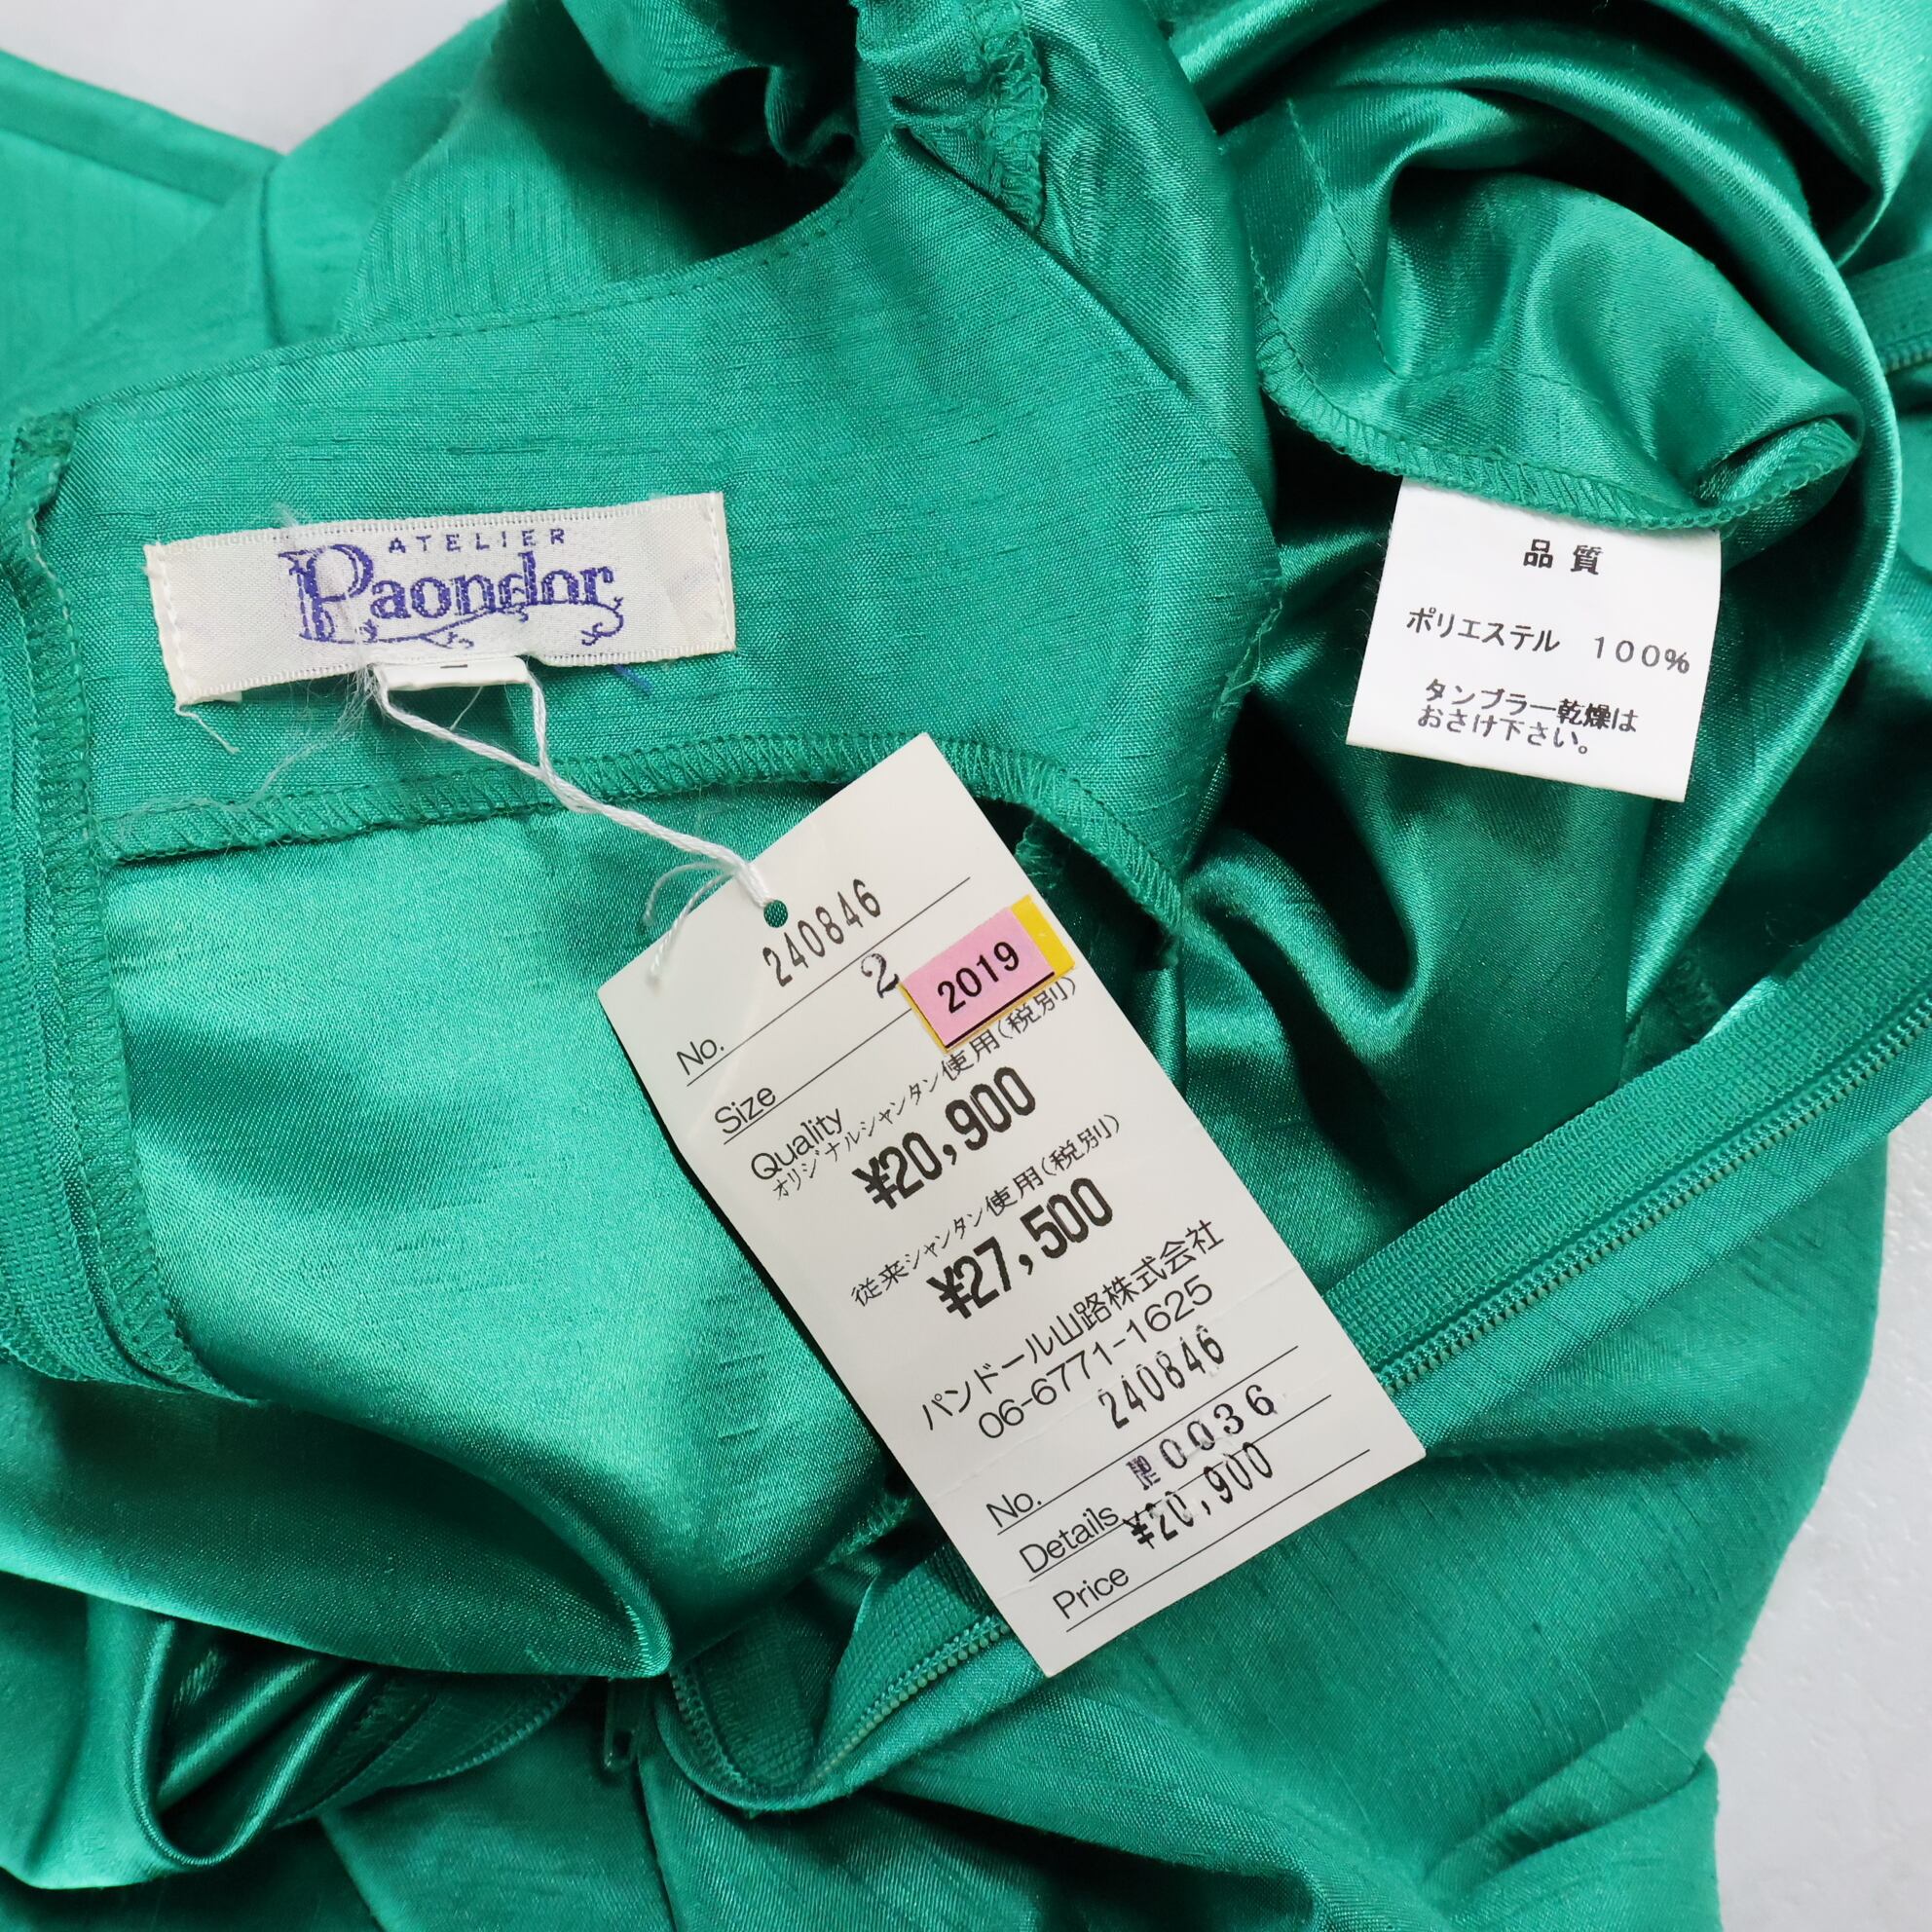 ATELIER
Paondor
品質
ポリエステル 100%
タンブラー乾燥は
おさけ下さい。
No. 240846
Size 2
2019
Quality
オリジナルシャンタン使用(税別)
¥20,900
従来シャンタン使用(税別)
¥27,500
パンドール山路株式会社
06-6771-1625
No. 240846
Details 0036
Price ¥20,900